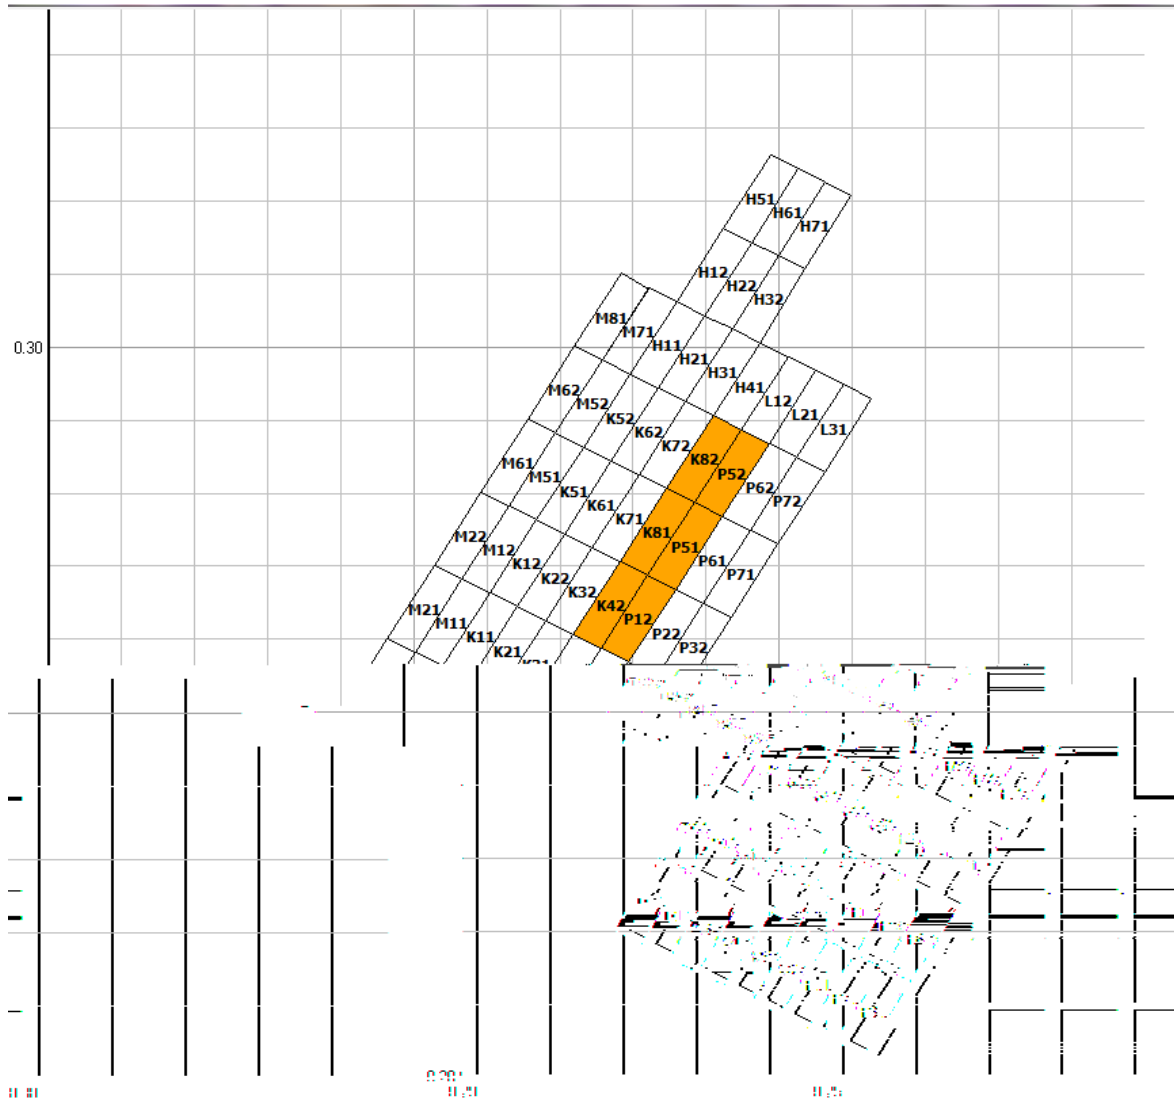 H51 H61 H71
H12 H22 H32
M81 M71 H11 H21 H31 H41 L12 L21 L31
0.30
M62 M52 K52 K62 K72 K82 P52 P62 P72
M61 M51 K51 K61 K71 K81 P51 P61 P71
M22 M12 K12 K22 K32 K42 P12 P22 P32
M21 M11 K11 K21